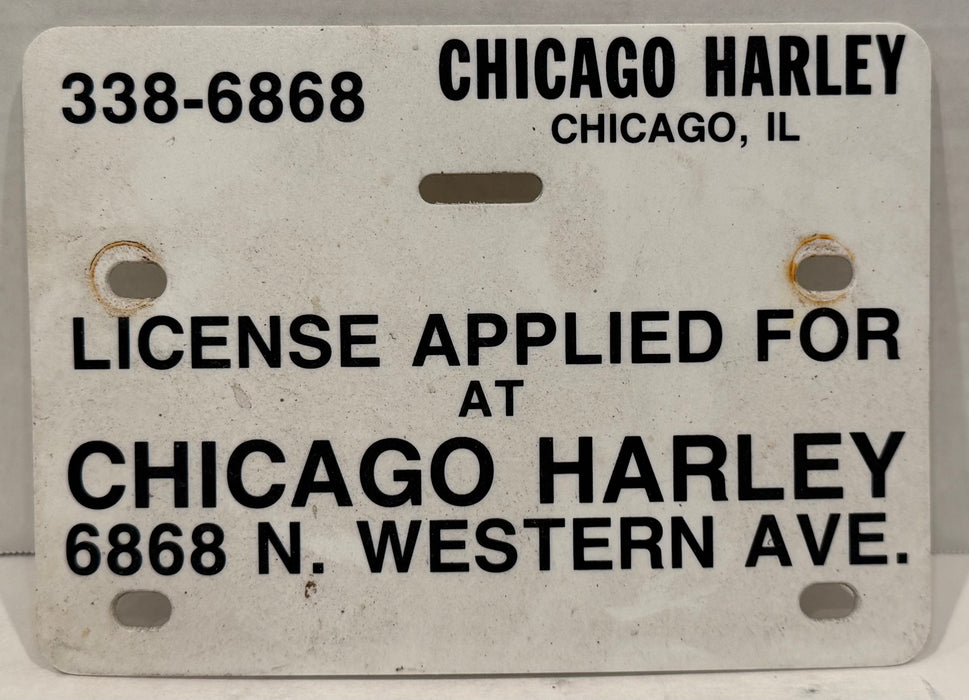 338-6868
CHICAGO HARLEY
CHICAGO, IL
LICENSE APPLIED FOR
AT
CHICAGO HARLEY
6868 N. WESTERN AVE.